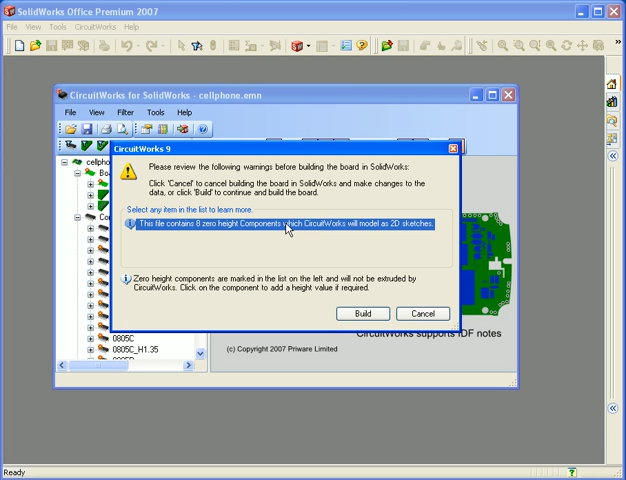 SolidWorks Office Premium 2007
File View Tools CircuitWorks Help
CircuitWorks for SolidWorks - cellphone.emn
File View Filter Tools Help
CircuitWorks 9
Please review the following warnings before building the board in SolidWorks:
Click 'Cancel' to cancel building the board in SolidWorks and make changes to the
data, or click 'Build' to continue and build the board.
Select any item in the list to learn more.
This file contains 8 zero height Components which CircuitWorks will model as 2D sketches.
Zero height components are marked in the list on the left and will not be extruded by
CircuitWorks. Click on the component to add a height value if required.
Build Cancel
cellpho
Boa
Con
0805C
0805C_H1.35
CircuitWorks supports IDF notes
(c) Copyright 2007 Priware Limited
Ready